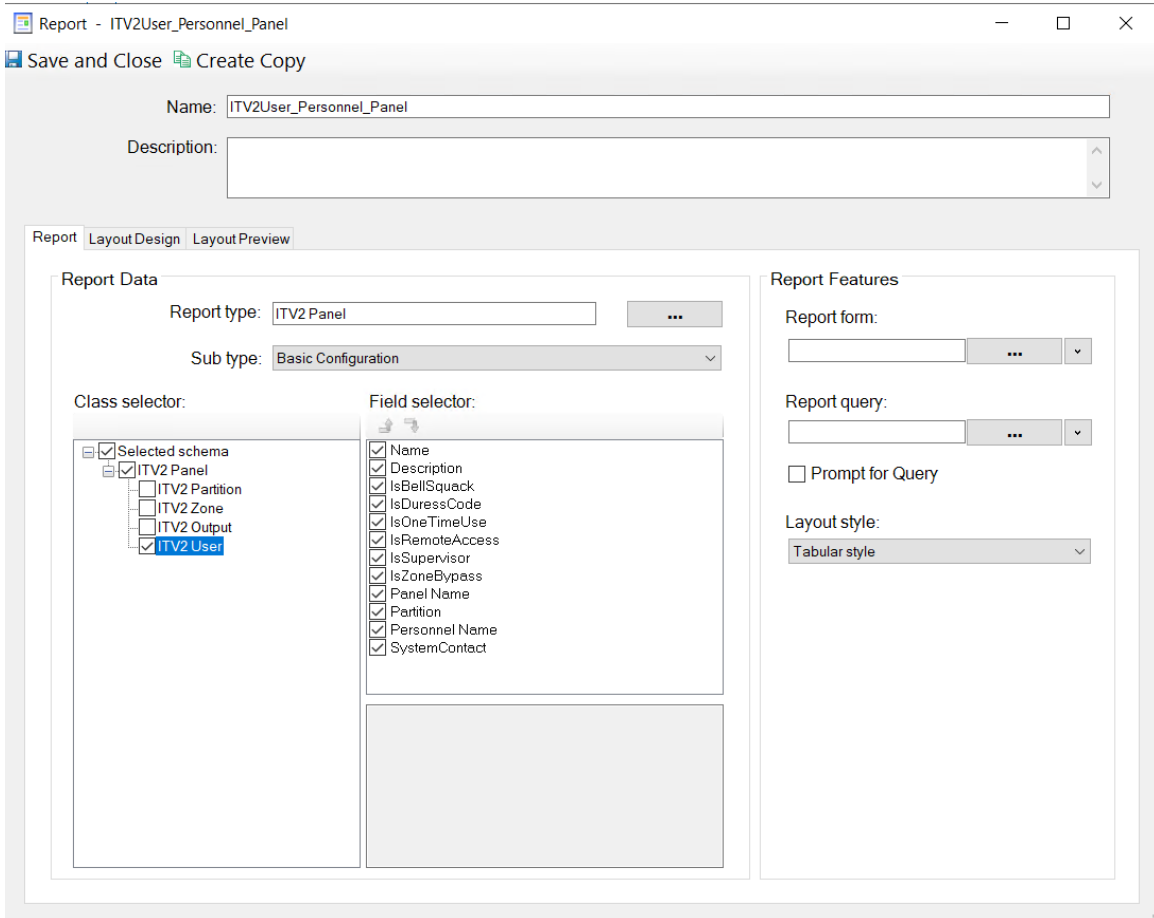 Report - ITV2User_Personnel_Panel
Save and Close Create Copy
Name: ITV2User_Personnel_Panel
Description:
Report Layout Design Layout Preview
Report Data
Report type: ITV2 Panel ...
Sub type: Basic Configuration
Class selector:
Selected schema
ITV2 Panel
ITV2 Partition
ITV2 Zone
ITV2 Output
ITV2 User
Field selector:
Name
Description
IsBellSquack
IsDuressCode
IsOneTimeUse
IsRemoteAccess
IsSupervisor
IsZoneBypass
Panel Name
Partition
Personnel Name
SystemContact
Report Features
Report form:
...
Report query:
...
Prompt for Query
Layout style:
Tabular style